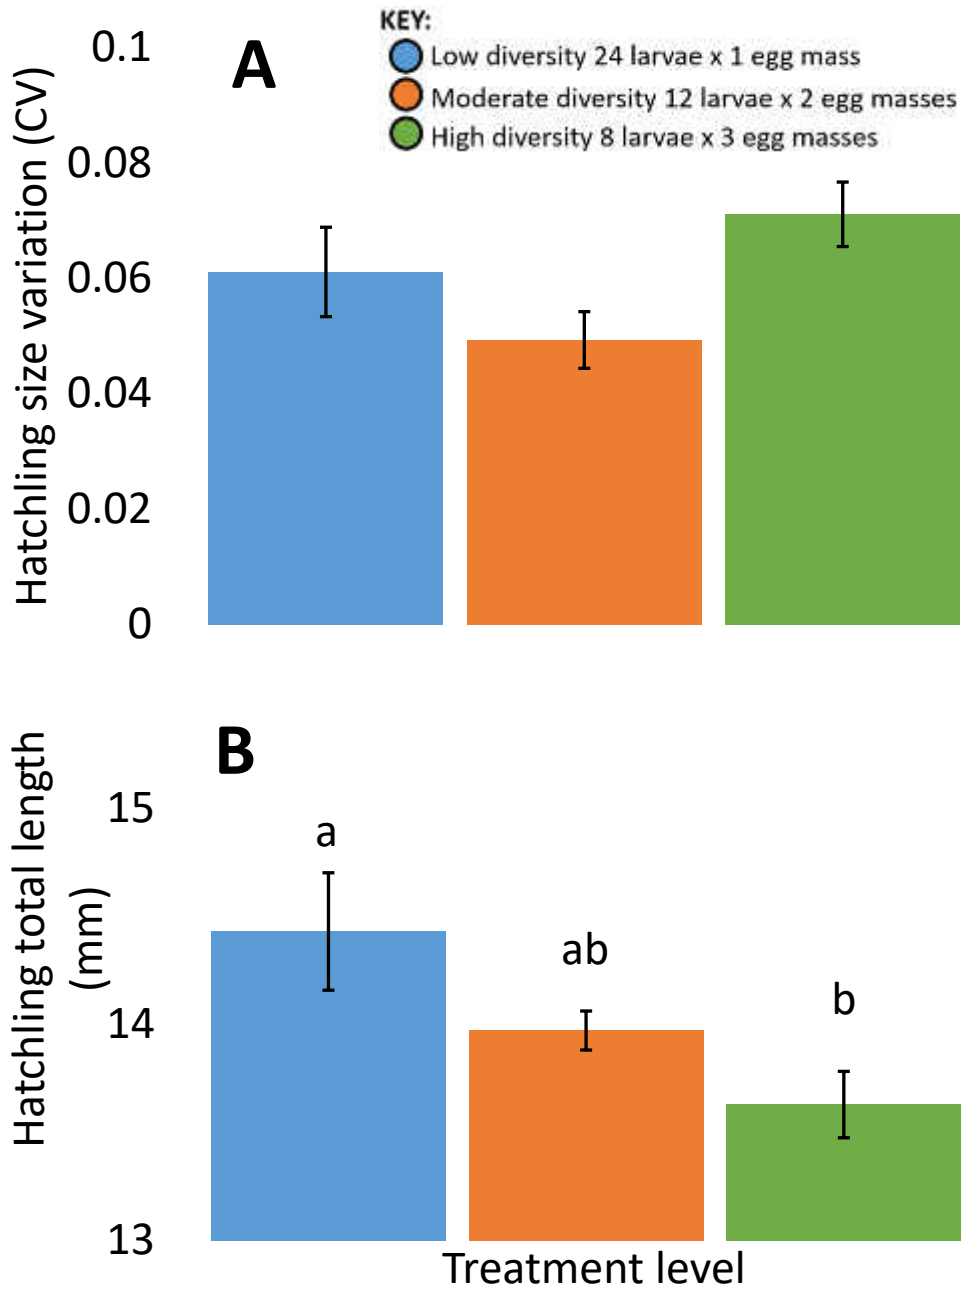 KEY:
Low diversity 24 larvae x 1 egg mass
Moderate diversity 12 larvae x 2 egg masses
High diversity 8 larvae x 3 egg masses
A
Hatchling size variation (CV)
0.1
0.08
0.06
0.04
0.02
0
B
Hatchling total length
(mm)
15
14
13
a
ab
b
Treatment level